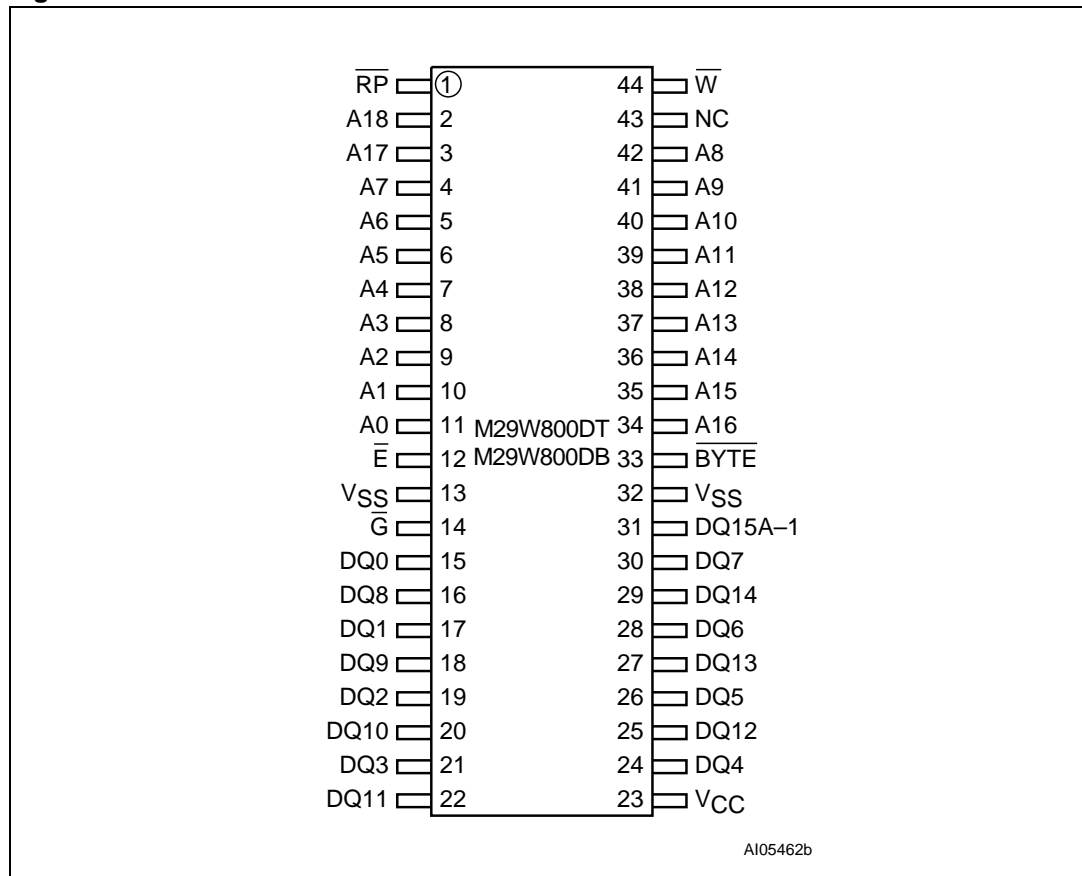 R̅P̅ 1 44 W̅
A18 2 43 NC
A17 3 42 A8
A7 4 41 A9
A6 5 40 A10
A5 6 39 A11
A4 7 38 A12
A3 8 37 A13
A2 9 36 A14
A1 10 35 A15
A0 11 M29W800DT 34 A16
E̅ 12 M29W800DB 33 B̅Y̅T̅E̅
VSS 13 32 VSS
G̅ 14 31 DQ15A–1
DQ0 15 30 DQ7
DQ8 16 29 DQ14
DQ1 17 28 DQ6
DQ9 18 27 DQ13
DQ2 19 26 DQ5
DQ10 20 25 DQ12
DQ3 21 24 DQ4
DQ11 22 23 VCC
AI05462b